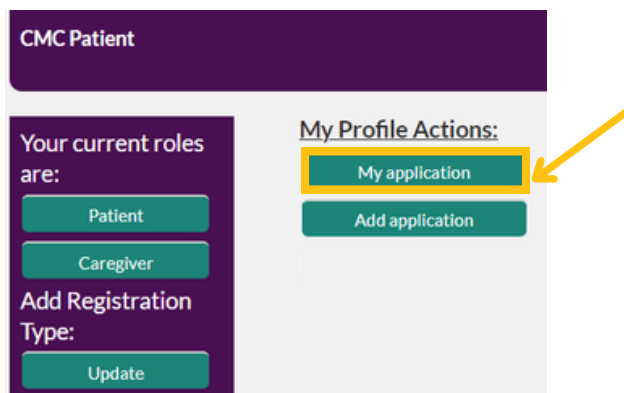 CMC Patient
Your current roles
are:
Patient
Caregiver
Add Registration
Type:
Update
My Profile Actions:
My application
Add application